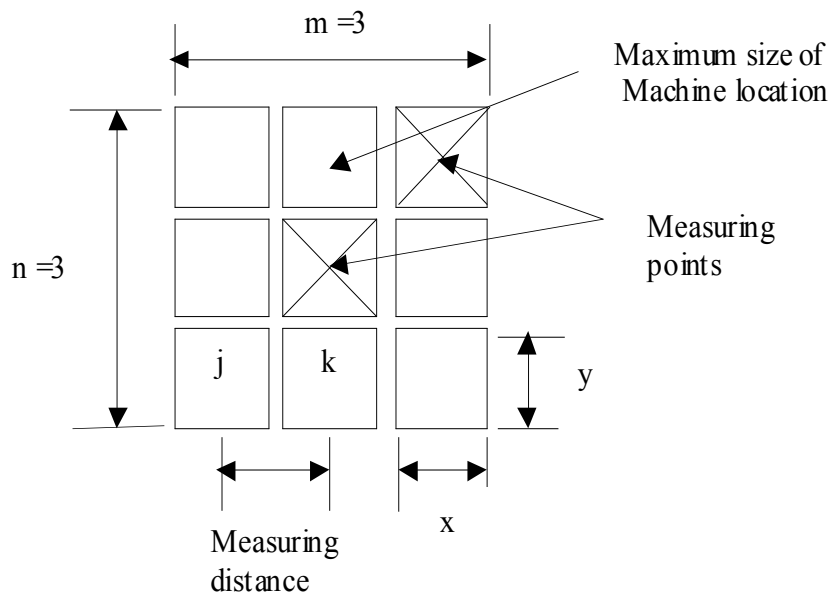 m =3
Maximum size of
Machine location
Measuring
points
n =3
j
k
y
x
Measuring
distance